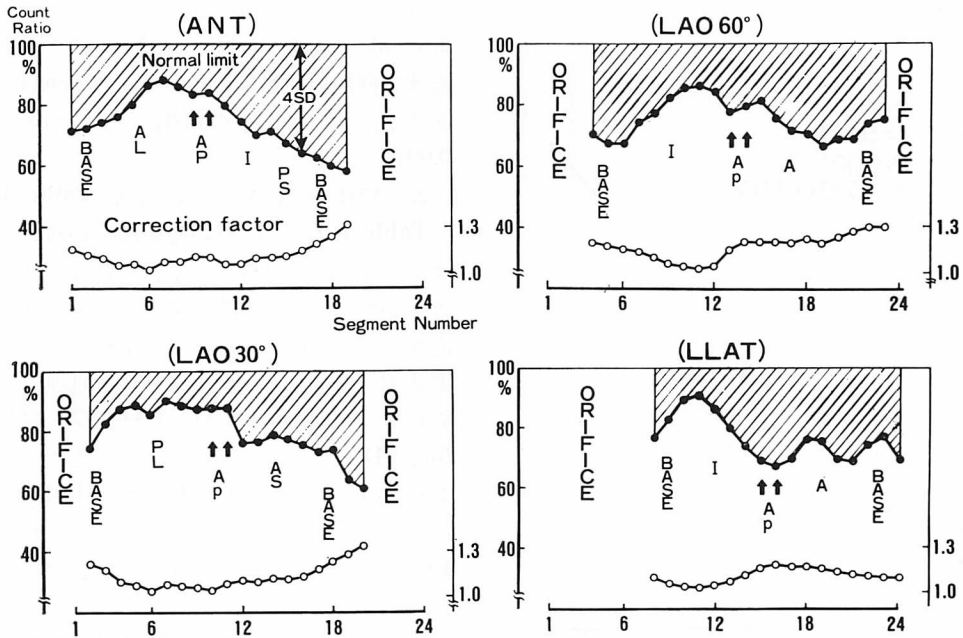 Count
Ratio
(ANT)
100
%
80
60
40
Normal limit
4SD
BASE
AL
AP
I
PS
BASE
ORIFICE
Correction factor
1.3
1.0
1 6 12 18 24
Segment Number
(LAO 60°)
100
%
80
60
40
ORIFICE
BASE
I
Ap
A
BASE
ORIFICE
1.3
1.0
1 6 12 18 24
(LAO 30°)
100
%
80
60
40
ORIFICE
BASE
PL
Ap
AS
BASE
ORIFICE
1.3
1.0
1 6 12 18 24
(LLAT)
100
%
80
60
40
ORIFICE
BASE
I
Ap
A
BASE
1.3
1.0
1 6 12 18 24